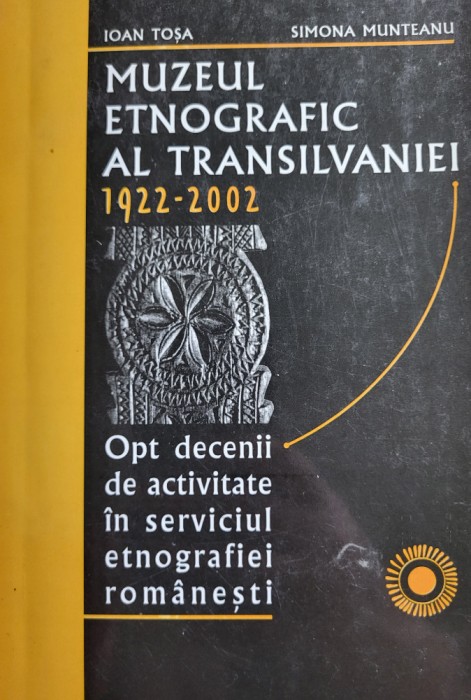 IOAN TOȘA SIMONA MUNTEANU
MUZEUL
ETNOGRAFIC
AL TRANSILVANIEI
1922-2002
Opt decenii
de activitate
în serviciul
etnografiei
românești